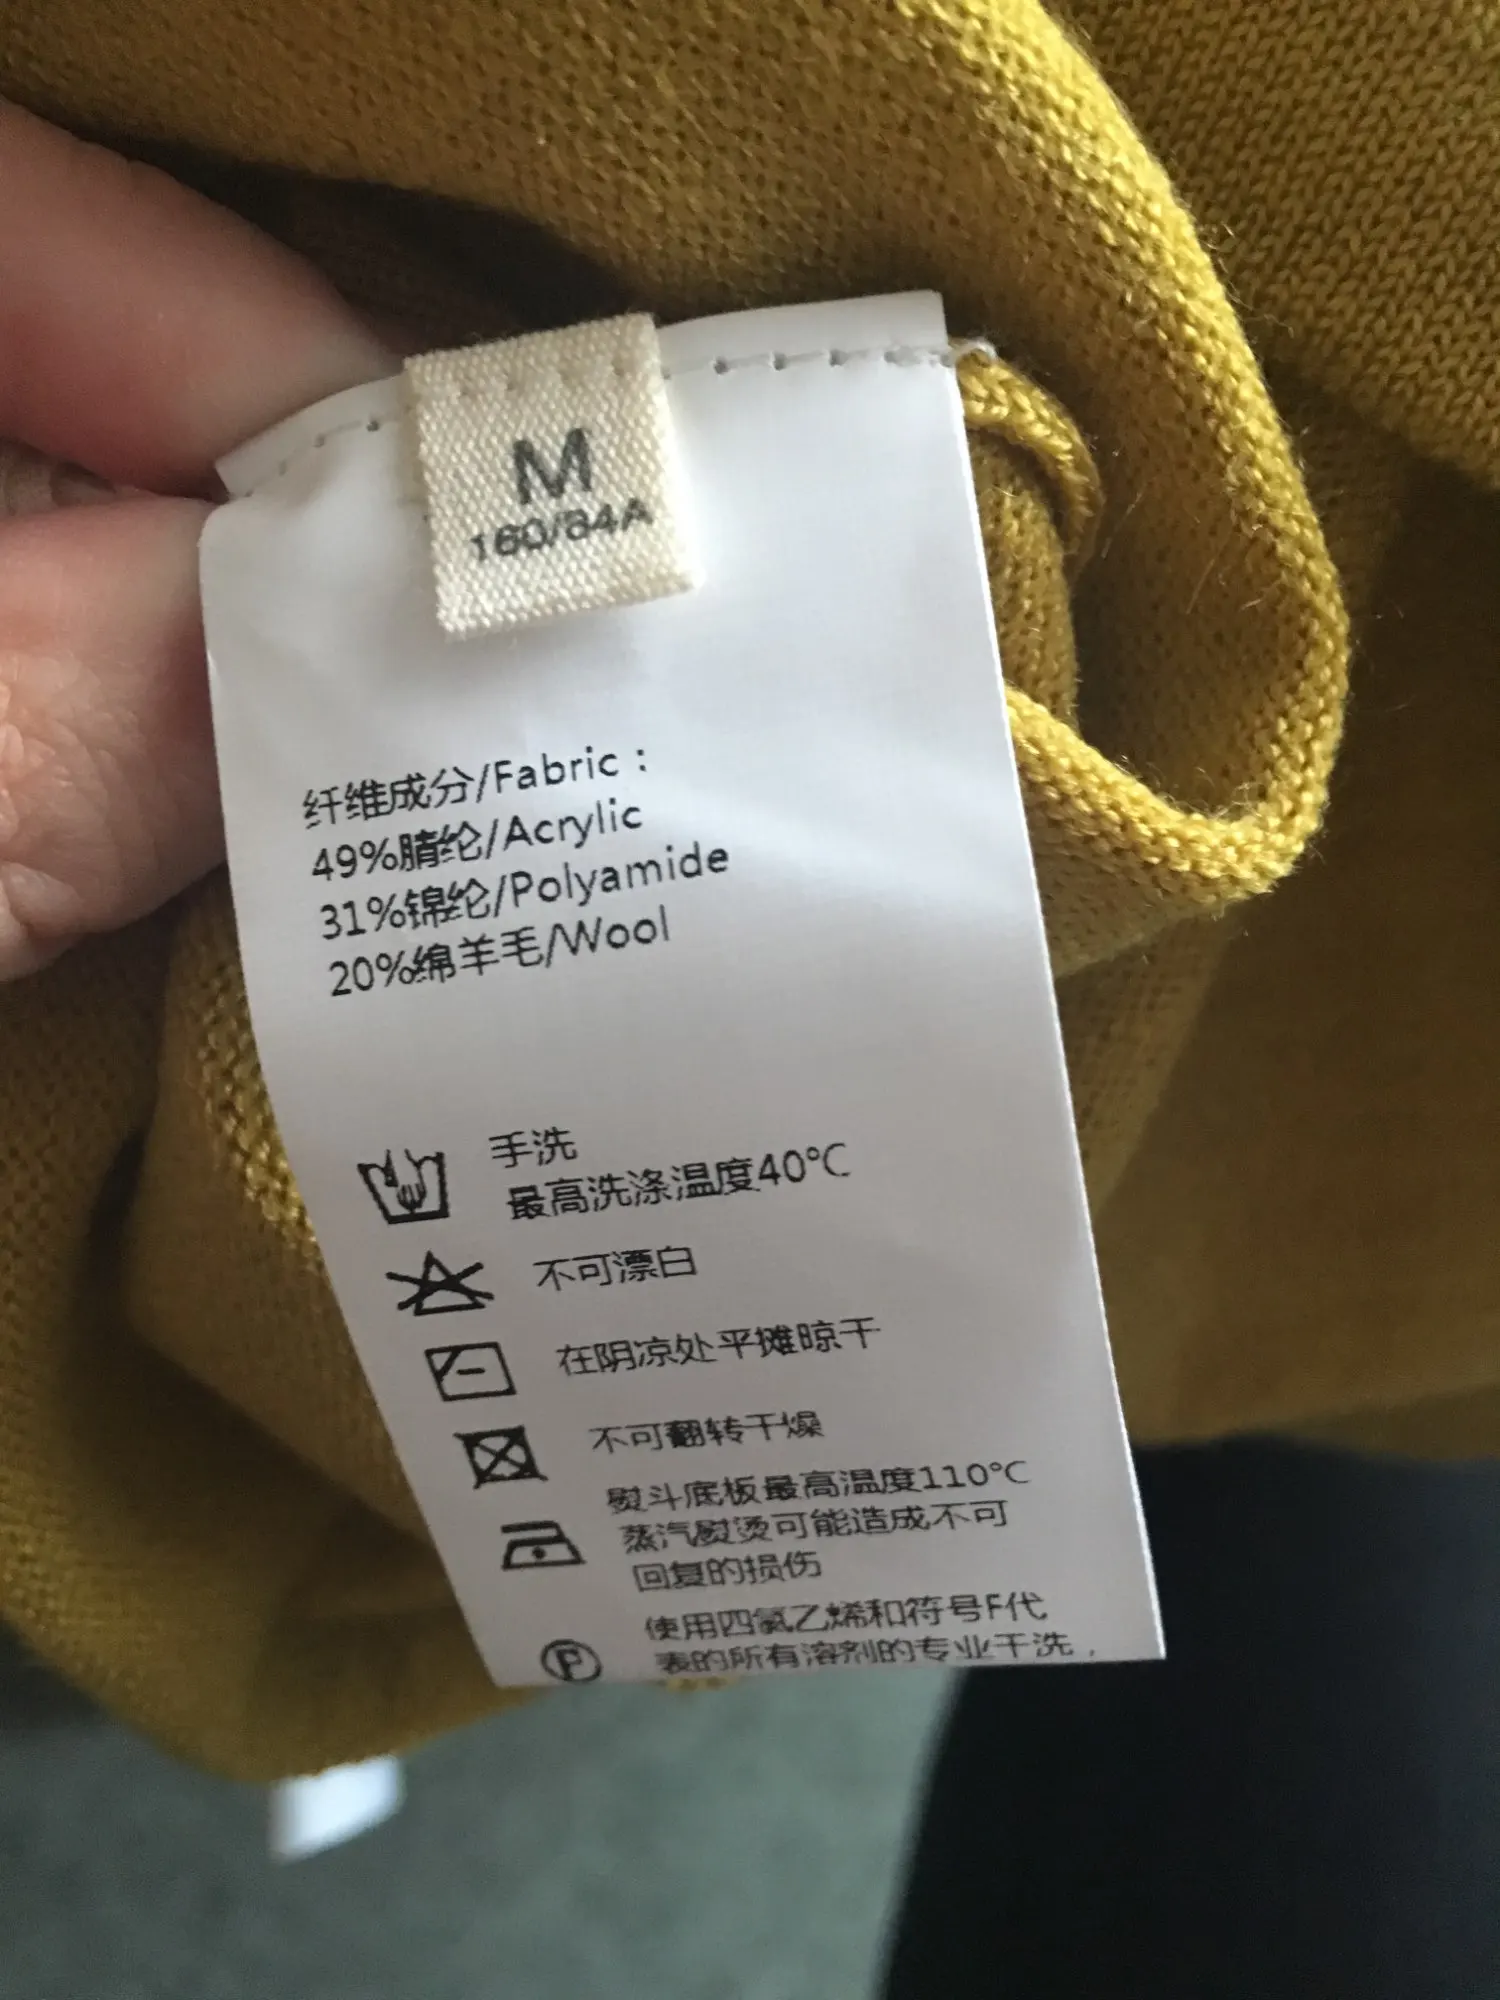 M
160/84A
纤维成分/Fabric：
49%腈纶/Acrylic
31%锦纶/Polyamide
20%绵羊毛/Wool
手洗
最高洗涤温度40℃
不可漂白
在阴凉处平摊晾干
不可翻转干燥
熨斗底板最高温度110℃
蒸汽熨烫可能造成不可
回复的损伤
使用四氯乙烯和符号F代
P 表的所有溶剂的专业干洗，